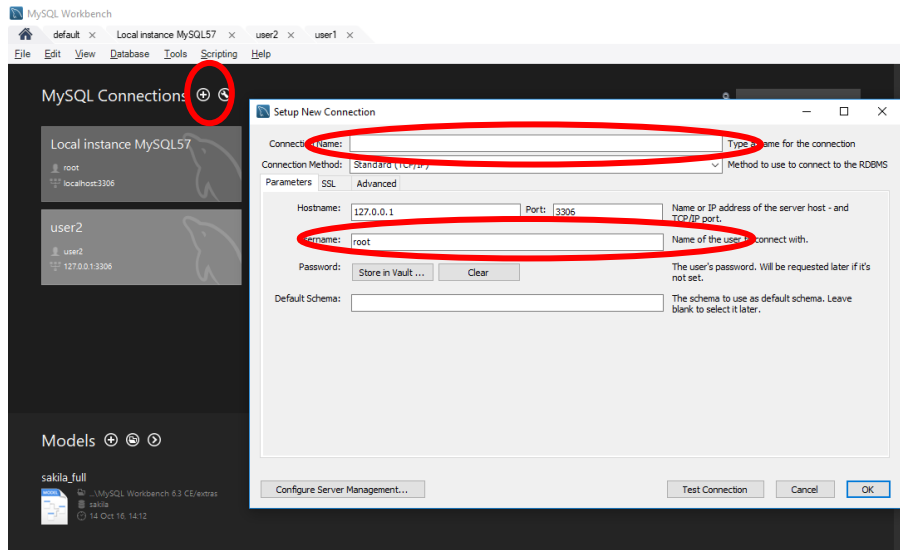 MySQL Workbench
default × Local instance MySQL57 × user2 × user1 ×
File Edit View Database Tools Scripting Help
MySQL Connections
Local instance MySQL57
root
localhost:3306
user2
user2
127.0.0.1:3306
Models
sakila_full
MODEL
...\MySQL Workbench 6.3 CE/extras
sakila
14 Oct 16, 14:12
Setup New Connection
Connection Name: Type a name for the connection
Connection Method: Standard (TCP/IP) Method to use to connect to the RDBMS
Parameters SSL Advanced
Hostname: 127.0.0.1 Port: 3306 Name or IP address of the server host - and
TCP/IP port.
Username: root Name of the user to connect with.
Password: Store in Vault ... Clear The user's password. Will be requested later if it's
not set.
Default Schema: The schema to use as default schema. Leave
blank to select it later.
Configure Server Management... Test Connection Cancel OK